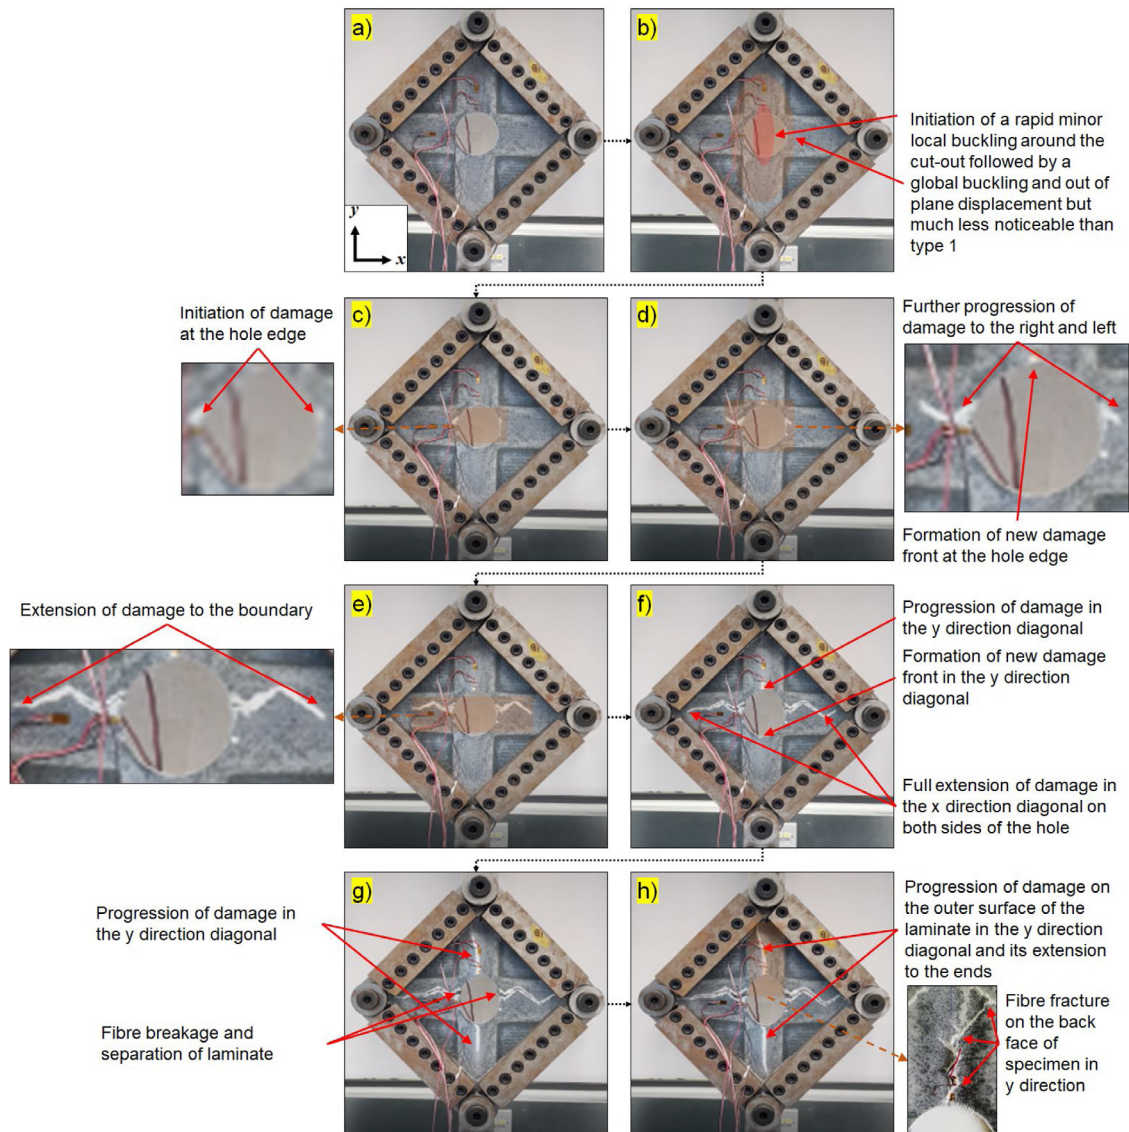 a)
b)
Initiation of a rapid minor
local buckling around the
cut-out followed by a
global buckling and out of
plane displacement but
much less noticeable than
type 1
y
x
Initiation of damage
at the hole edge
c)
d)
Further progression of
damage to the right and left
Formation of new damage
front at the hole edge
Extension of damage to the boundary
e)
f)
Progression of damage in
the y direction diagonal
Formation of new damage
front in the y direction
diagonal
Full extension of damage in
the x direction diagonal on
both sides of the hole
g)
h)
Progression of damage in
the y direction diagonal
Fibre breakage and
separation of laminate
Progression of damage on
the outer surface of the
laminate in the y direction
diagonal and its extension
to the ends
Fibre fracture
on the back
face of
specimen in
y direction